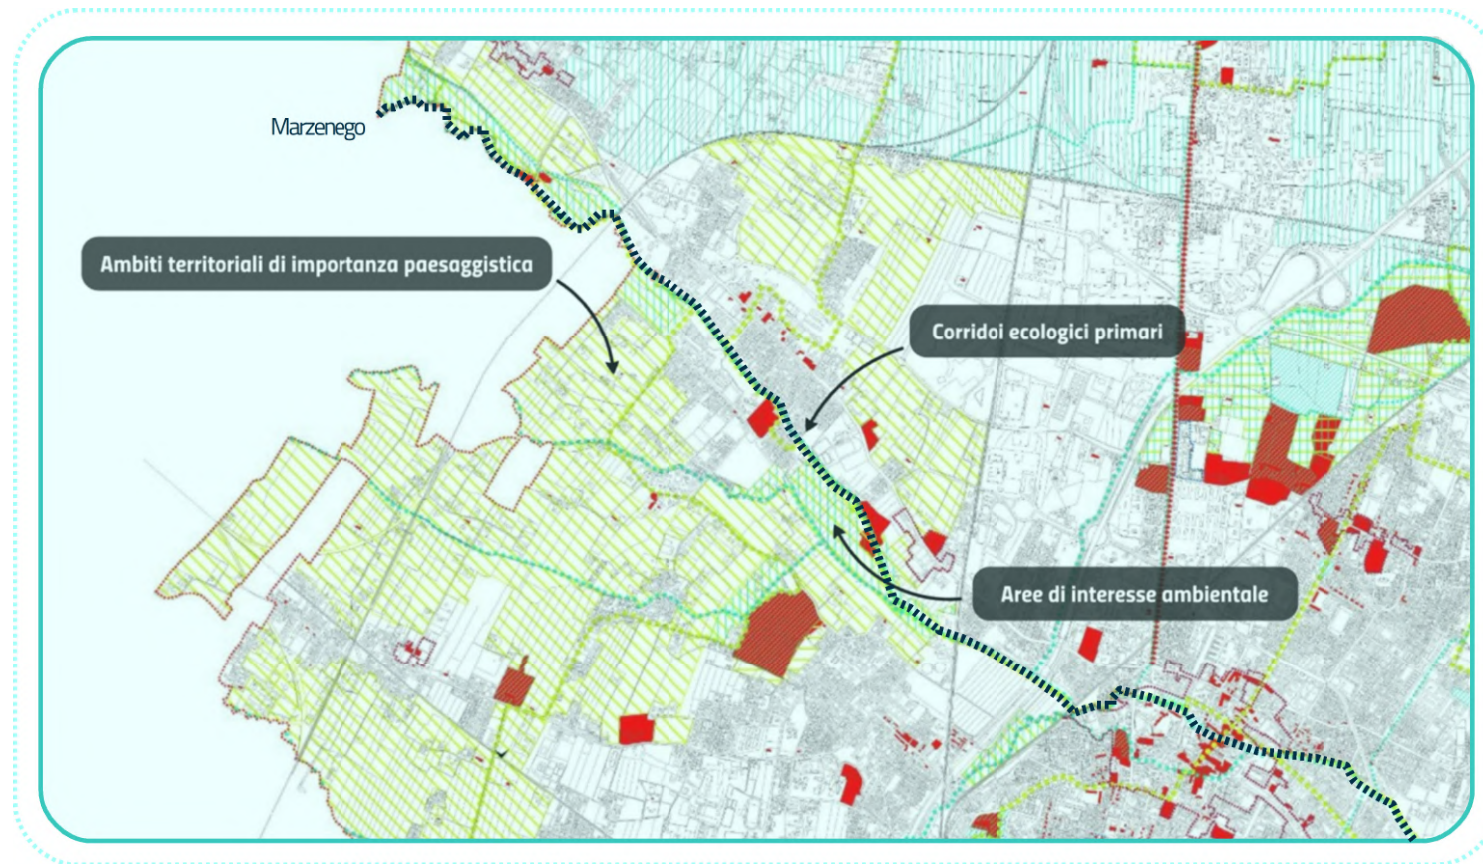 Marzenego
Ambiti territoriali di importanza paesaggistica
Corridoi ecologici primari
Aree di interesse ambientale